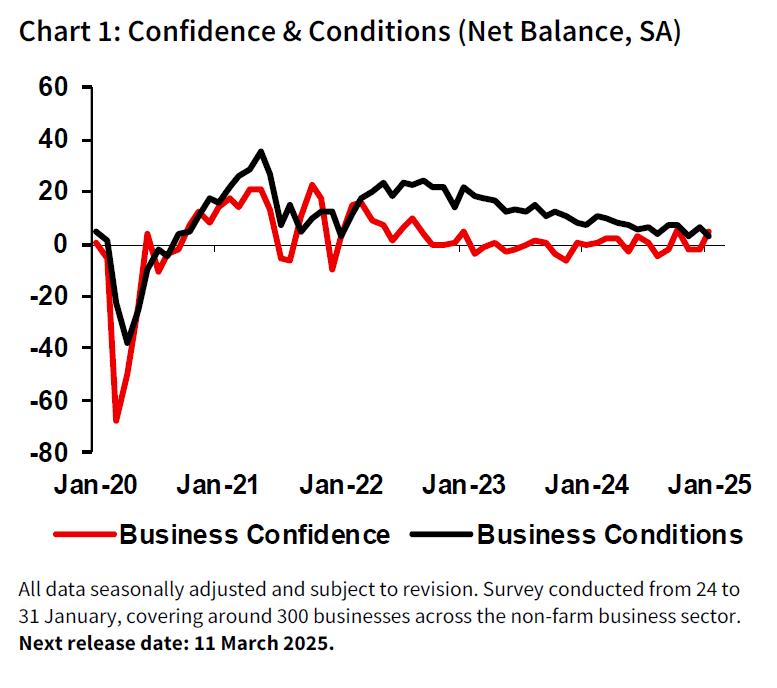 Chart 1: Confidence & Conditions (Net Balance, SA)
60
40
20
0
-20
-40
-60
-80
Jan-20 Jan-21 Jan-22 Jan-23 Jan-24 Jan-25
Business Confidence Business Conditions
All data seasonally adjusted and subject to revision. Survey conducted from 24 to
31 January, covering around 300 businesses across the non-farm business sector.
Next release date: 11 March 2025.